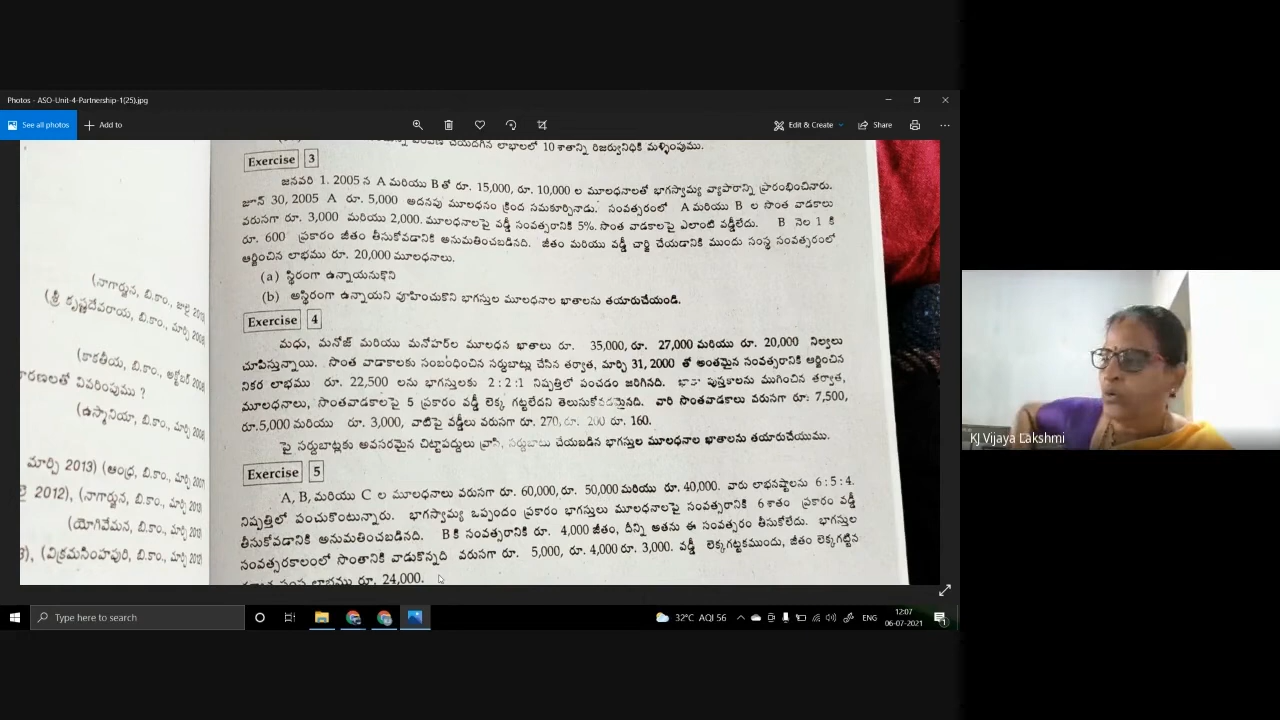 Photos - ASO-Unit-4-Partnership-1(25).jpg
See all photos
Add to
Edit & Create
Share
లాభాలలో 10 శాతాన్ని రిజర్వునిధికి మళ్ళింపుము.
Exercise 3
జనవరి 1. 2005 న A మరియు B తో రూ. 15,000, రూ. 10,000 ల మూలధనాలతో భాగస్వామ్య వ్యాపారాన్ని ప్రారంభించినారు.
జూన్ 30, 2005 A రూ. 5,000 అదనపు మూలధనం క్రింద సమకూర్చినాడు. సంవత్సరంలో A మరియు B ల సొంత వాడకాలు
వరుసగా రూ. 3,000 మరియు 2,000. మూలధనాలపై వడ్డీ సంవత్సరానికి 5%. సొంత వాడకాలపై ఎలాంటి వడ్డీలేదు. B నెల 1 కి
రూ. 600 ప్రకారం జీతం తీసుకోవడానికి అనుమతించబడినది. జీతం మరియు వడ్డీ చార్జి చేయడానికి ముందు సంస్థ సంవత్సరంలో
ఆర్జించిన లాభము రూ. 20,000 మూలధనాలు.
(a) స్థిరంగా ఉన్నాయనుకొని
(b) అస్థిరంగా ఉన్నాయని వూహించుకొని భాగస్తుల మూలధనాల ఖాతాలను తయారుచేయండి.
Exercise 4
మధు, మనోజ్ మరియు మనోహర్‌ల మూలధన ఖాతాలు రూ. 35,000, రూ. 27,000 మరియు రూ. 20,000 నిల్వలు
చూపిస్తున్నాయి. సొంత వాడాకాలకు సంబంధించిన సర్దుబాట్లు చేసిన తర్వాత, మార్చి 31, 2000 తో అంతమైన సంవత్సరానికి ఆర్జించిన
నికర లాభము రూ. 22,500 లను భాగస్తులకు 2 : 2 : 1 నిష్పత్తిలో పంచడం జరిగినది. పుస్తకాలను ముగించిన తర్వాత,
మూలధనాలు, సొంతవాడకాలపై 5 ప్రకారం వడ్డీ లెక్క గట్టలేదని తెలుసుకోవడమైనది. వారి సొంతవాడకాలు వరుసగా రూ: 7,500,
రూ.5,000 మరియు రూ. 3,000, వాటిపై వడ్డీలు వరుసగా రూ. 270, రూ. 200 రూ. 160.
పై సర్దుబాట్లకు అవసరమైన చిట్టాపద్దులు వ్రాసి, సర్దుబాటు చేయబడిన భాగస్తుల మూలధనాల ఖాతాలను తయారుచేయుము.
Exercise 5
A, B, మరియు C ల మూలధనాలు వరుసగా రూ. 60,000, రూ. 50,000 మరియు రూ. 40,000. వారు లాభనష్టాలను 6 : 5 : 4.
నిష్పత్తిలో పంచుకొంటున్నారు. భాగస్వామ్య ఒప్పందం ప్రకారం భాగస్తులు మూలధనాలపై సంవత్సరానికి 6 శాతం ప్రకారం వడ్డీ
తీసుకోవడానికి అనుమతించబడినది. B కి సంవత్సరానికి రూ. 4,000 జీతం, దీన్ని అతను ఈ సంవత్సరం తీసుకోలేదు. భాగస్తుల
సంవత్సరకాలంలో సొంతానికి వాడుకొన్నది వరుసగా రూ. 5,000, రూ. 4,000 రూ. 3,000. వడ్డీ లెక్కగట్టకముందు, జీతం లెక్కగట్టిన
లాభము రూ. 24,000.
(నాగార్జున, బి.కాం.,
(శ్రీ కృష్ణదేవరాయ, బి.కాం., మార్చి
(కాకతీయ, బి.కాం., అక్టోబర్
వివరింపుము ?
(ఉస్మానియా, బి.కాం., మార్చి
మార్చి 2013) (ఆంధ్ర, బి.కాం., మార్చి
2012), (నాగార్జున, బి.కాం., మార్చి
(యోగివేమన, బి.కాం., మార్చి
(విక్రమసింహపురి, బి.కాం., మార్చి
KJ Vijaya Lakshmi
Type here to search
32°C AQI 56
ENG
12:07
06-07-2021